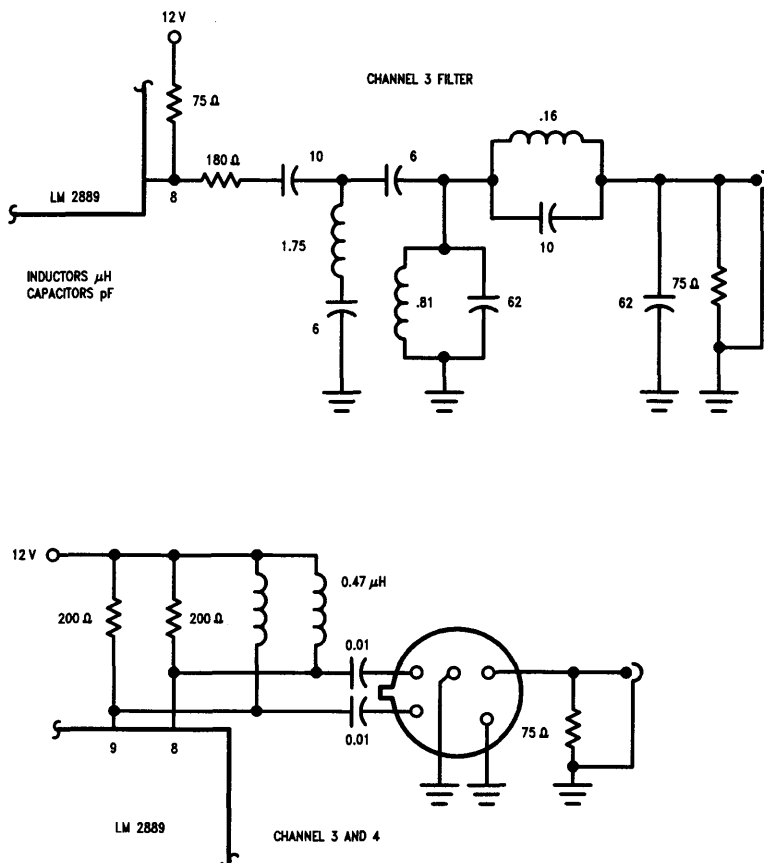 12 V
CHANNEL 3 FILTER
75 Ω
.16
180 Ω
10
6
LM 2889
8
1.75
10
INDUCTORS μH
CAPACITORS pF
.81
62
6
62
75 Ω
12 V
0.47 μH
200 Ω
200 Ω
0.01
0.01
75 Ω
9
8
LM 2889
CHANNEL 3 AND 4